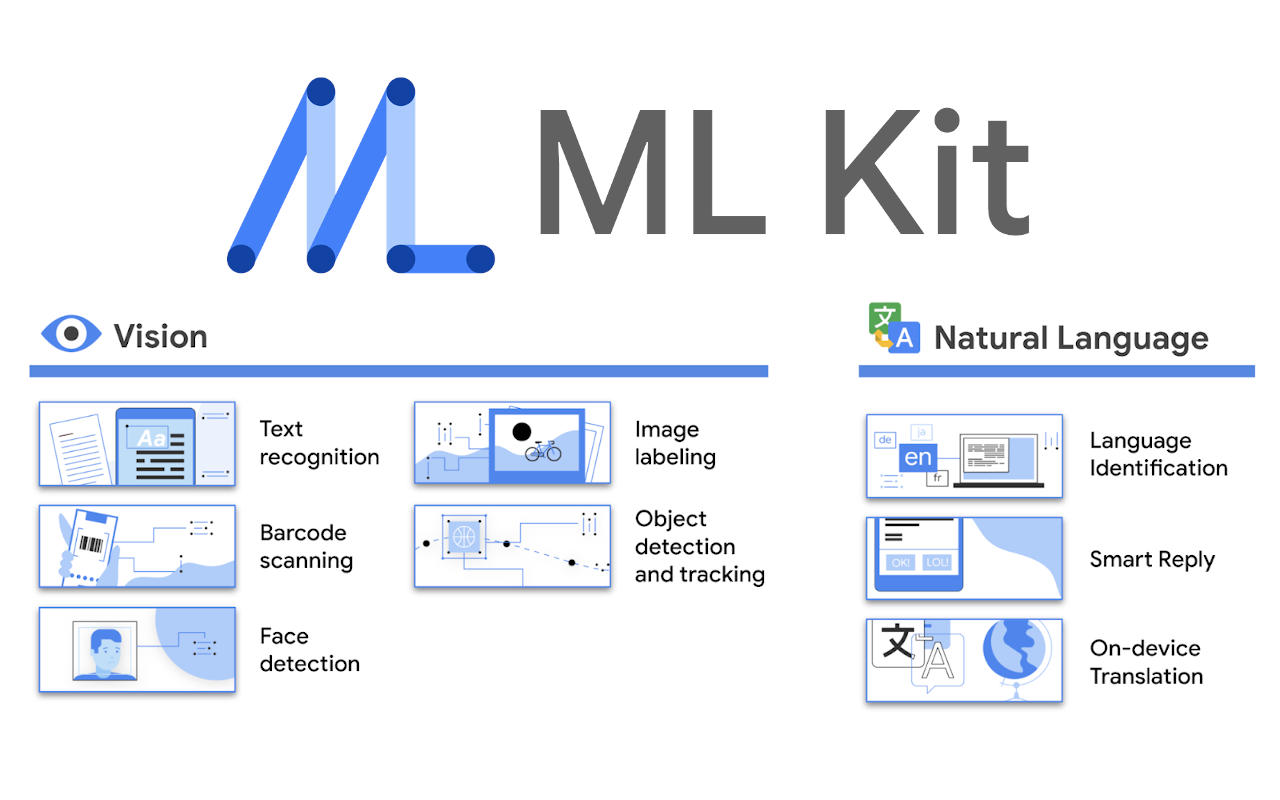 ML Kit
Vision
Text
recognition
Aa
Barcode
scanning
Face
detection
Image
labeling
Object
detection
and tracking
文
A
Natural Language
de
ja
en
fr
Language
Identification
OK!
LOL!
Smart Reply
文
A
On-device
Translation